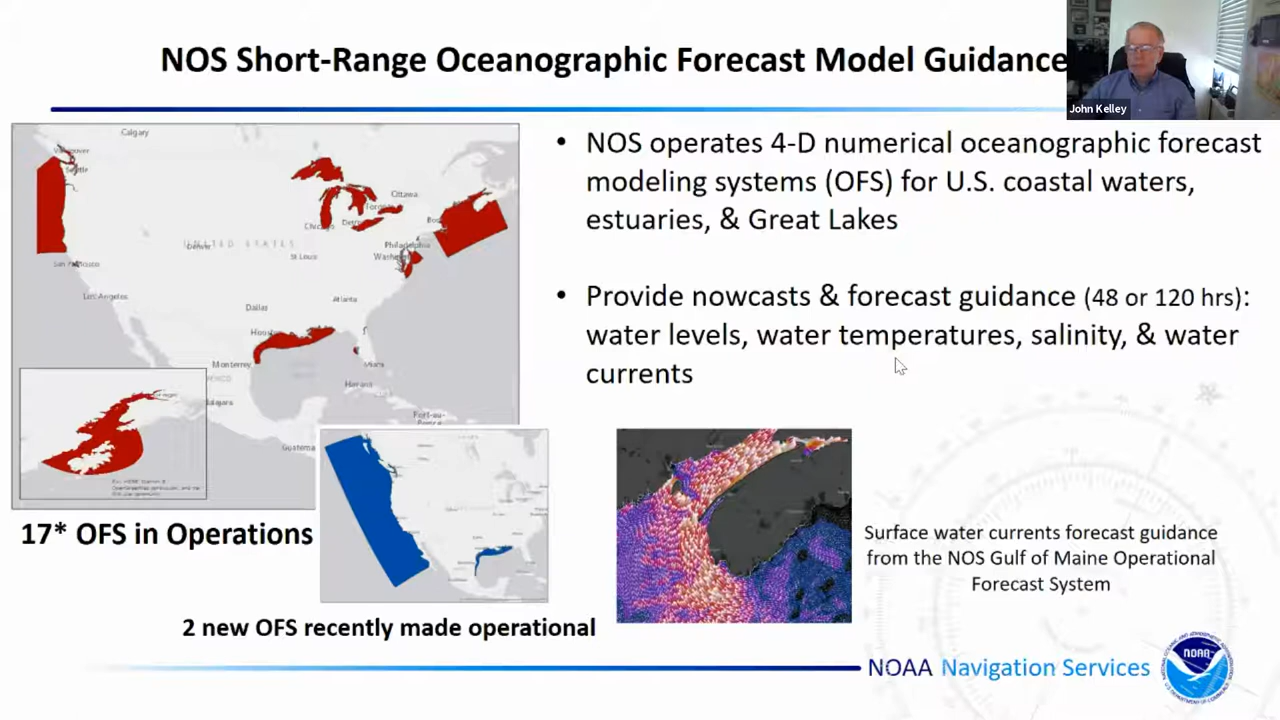 NOS Short-Range Oceanographic Forecast Model Guidance
John Kelley
• NOS operates 4-D numerical oceanographic forecast
modeling systems (OFS) for U.S. coastal waters,
estuaries, & Great Lakes
• Provide nowcasts & forecast guidance (48 or 120 hrs):
water levels, water temperatures, salinity, & water
currents
Calgary
Vancouver
Seattle
Ottawa
Toronto
Philadelphia
UNITED STATES
Denver
St Louis
San Francisco
Los Angeles
Dallas
Atlanta
Houston
Monterrey
Miami
Havana
Guatemala
17* OFS in Operations
2 new OFS recently made operational
Surface water currents forecast guidance
from the NOS Gulf of Maine Operational
Forecast System
NOAA Navigation Services
NOAA